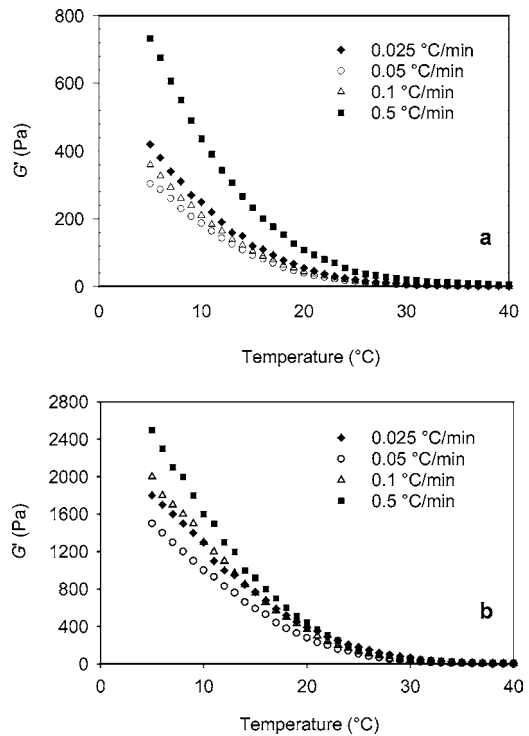 800
600
400
200
0
G' (Pa)
0.025 °C/min
0.05 °C/min
0.1 °C/min
0.5 °C/min
a
0 10 20 30 40
Temperature (°C)
2800
2400
2000
1600
1200
800
400
0
G' (Pa)
0.025 °C/min
0.05 °C/min
0.1 °C/min
0.5 °C/min
b
0 10 20 30 40
Temperature (°C)